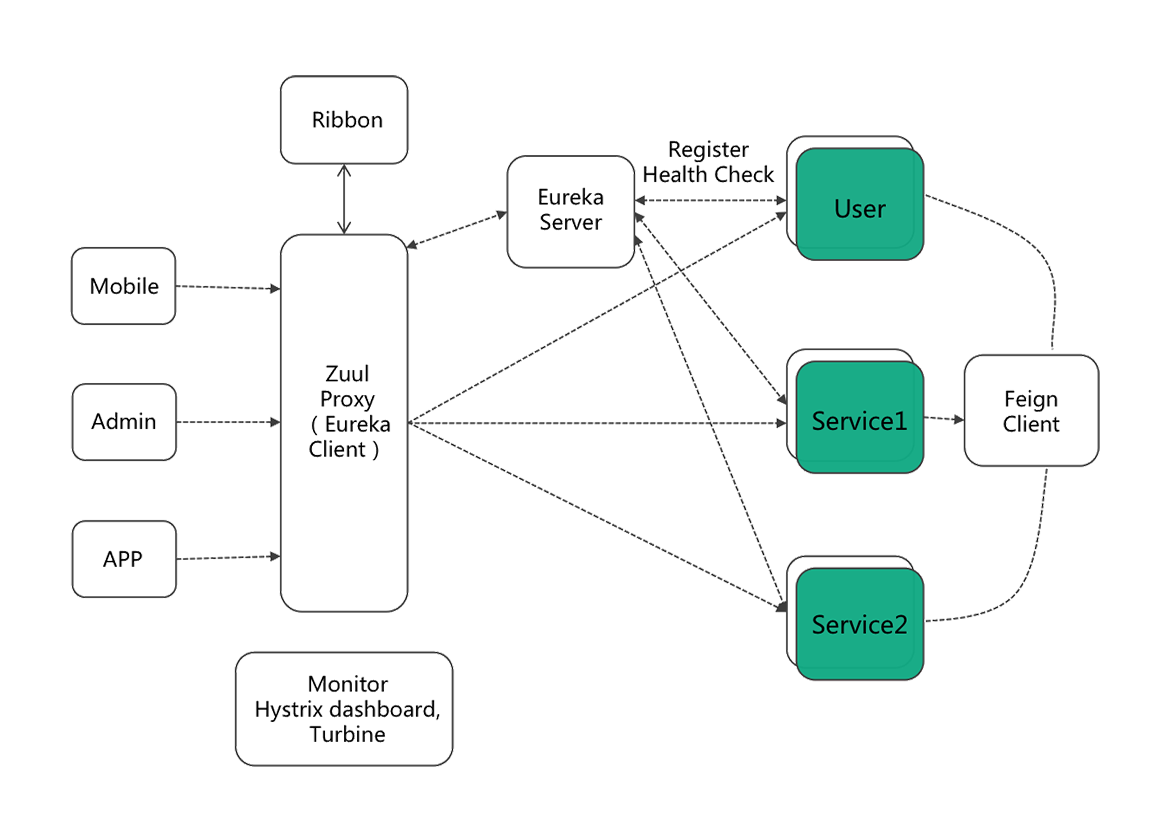 Ribbon
Register
Health Check
Eureka
Server
User
Mobile
Zuul
Proxy
( Eureka
Client )
Admin
Service1
Feign
Client
APP
Service2
Monitor
Hystrix dashboard,
Turbine